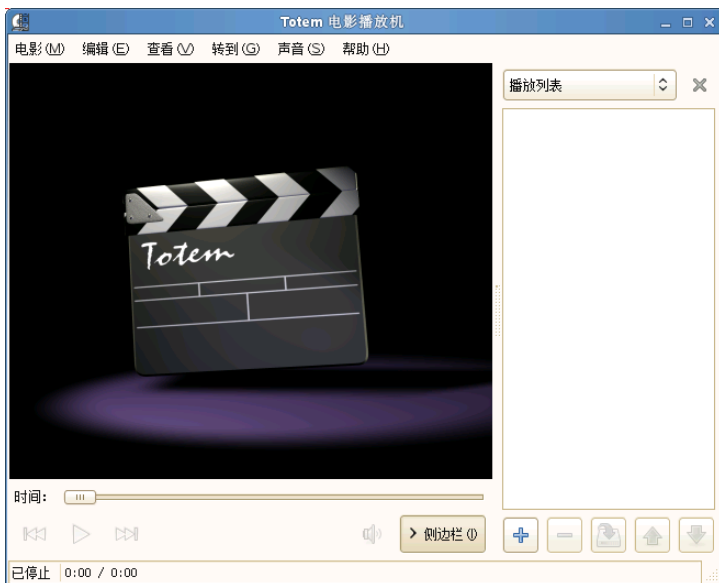 Totem 电影播放机
电影(M) 编辑(E) 查看(V) 转到(G) 声音(S) 帮助(H)
播放列表
Totem
时间：
侧边栏(I)
已停止 0:00 / 0:00